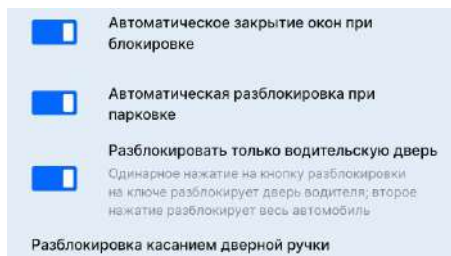 Автоматическое закрытие окон при
блокировке
Автоматическая разблокировка при
парковке
Разблокировать только водительскую дверь
Одинарное нажатие на кнопку разблокировки
на ключе разблокирует дверь водителя; второе
нажатие разблокирует весь автомобиль
Разблокировка касанием дверной ручки